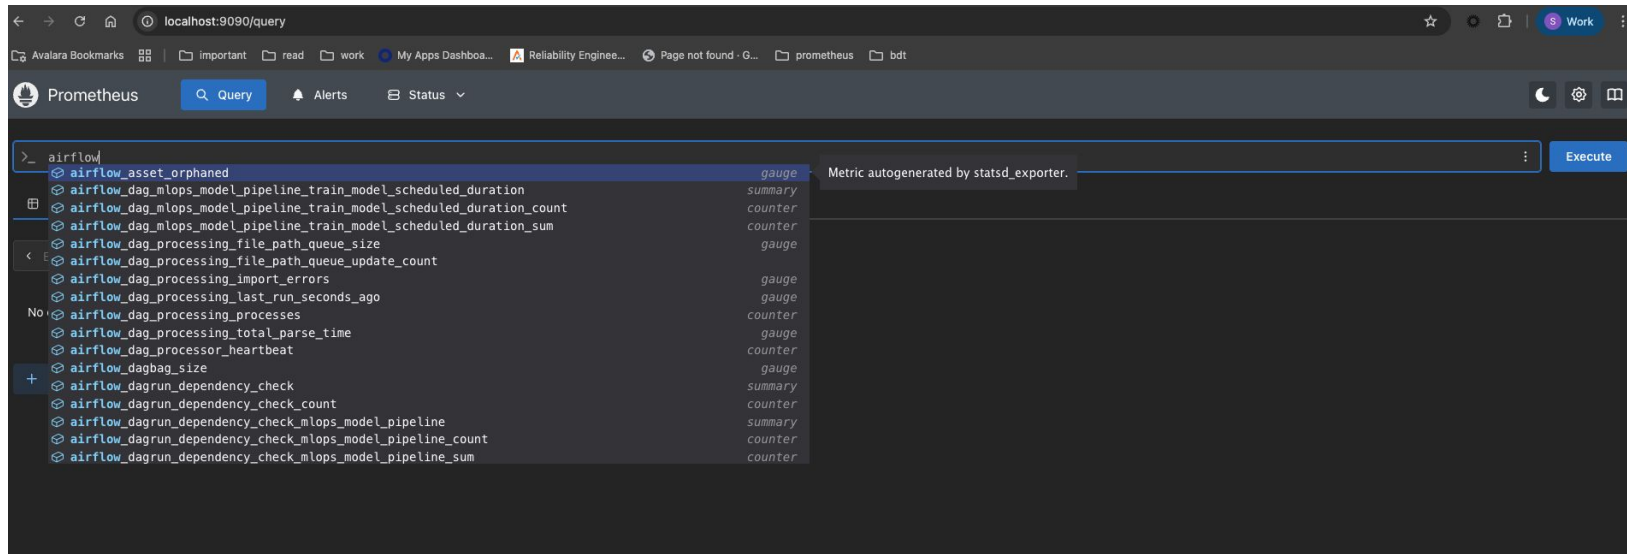 localhost:9090/query
S Work
Avalara Bookmarks important read work My Apps Dashboa... Reliability Enginee... Page not found · G... prometheus bdt
Prometheus Query Alerts Status
>_ airflow
Execute
airflow_asset_orphaned gauge
Metric autogenerated by statsd_exporter.
airflow_dag_mlops_model_pipeline_train_model_scheduled_duration summary
airflow_dag_mlops_model_pipeline_train_model_scheduled_duration_count counter
airflow_dag_mlops_model_pipeline_train_model_scheduled_duration_sum counter
airflow_dag_processing_file_path_queue_size gauge
airflow_dag_processing_file_path_queue_update_count
airflow_dag_processing_import_errors gauge
airflow_dag_processing_last_run_seconds_ago gauge
No
airflow_dag_processing_processes counter
airflow_dag_processing_total_parse_time gauge
airflow_dag_processor_heartbeat counter
airflow_dagbag_size gauge
+
airflow_dagrun_dependency_check summary
airflow_dagrun_dependency_check_count counter
airflow_dagrun_dependency_check_mlops_model_pipeline summary
airflow_dagrun_dependency_check_mlops_model_pipeline_count counter
airflow_dagrun_dependency_check_mlops_model_pipeline_sum counter